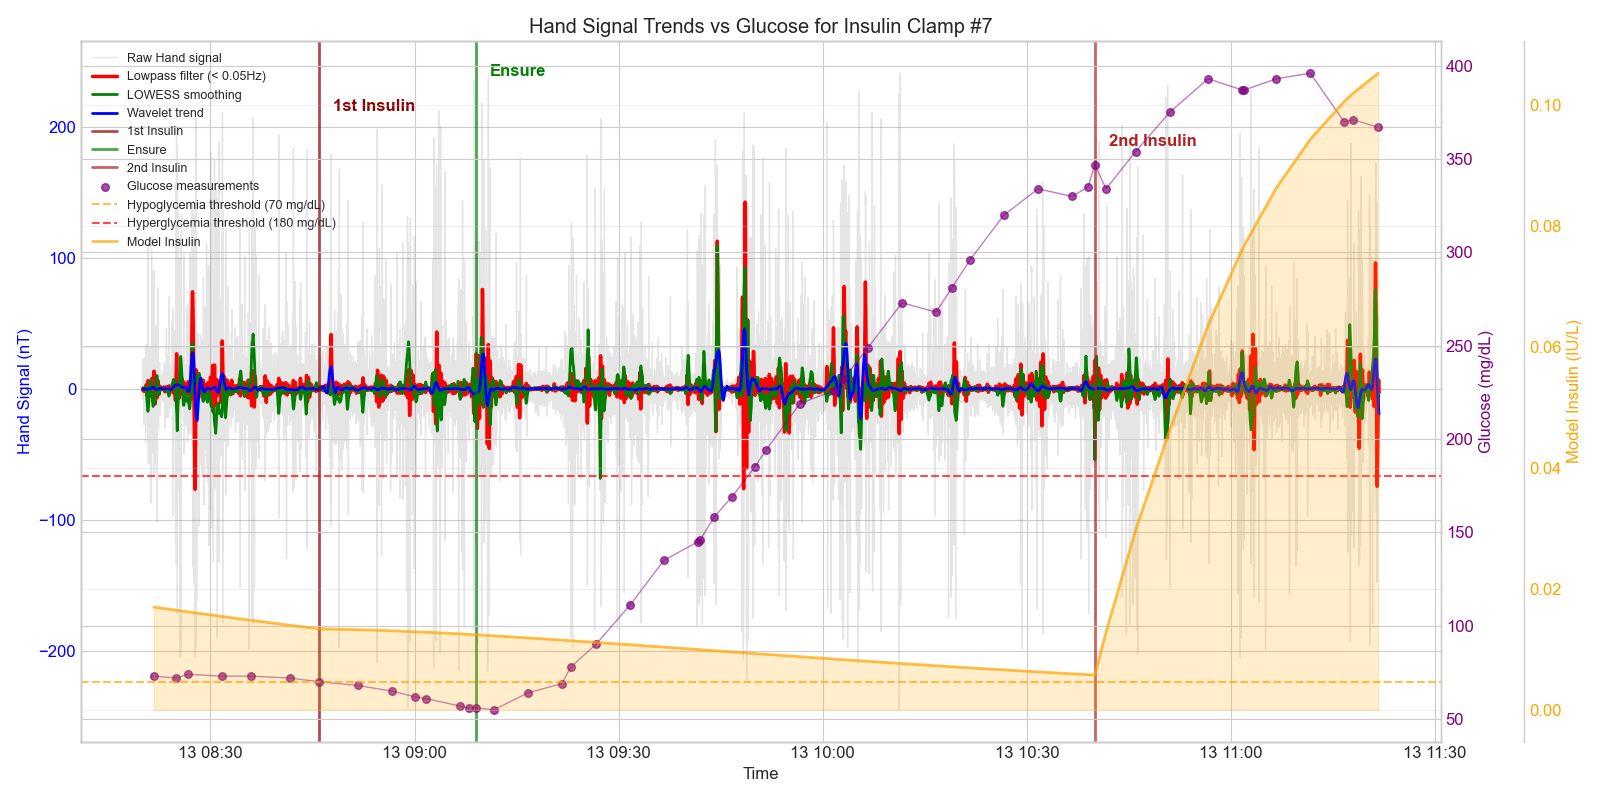 Hand Signal Trends vs Glucose for Insulin Clamp #7
Raw Hand signal
Lowpass filter (< 0.05Hz)
LOWESS smoothing
Wavelet trend
1st Insulin
Ensure
2nd Insulin
Glucose measurements
Hypoglycemia threshold (70 mg/dL)
Hyperglycemia threshold (180 mg/dL)
Model Insulin
1st Insulin
Ensure
2nd Insulin
Hand Signal (nT)
200
100
0
−100
−200
400
350
300
250
200
150
100
50
Glucose (mg/dL)
0.10
0.08
0.06
0.04
0.02
0.00
Model Insulin (IU/L)
13 08:30
13 09:00
13 09:30
13 10:00
13 10:30
13 11:00
13 11:30
Time